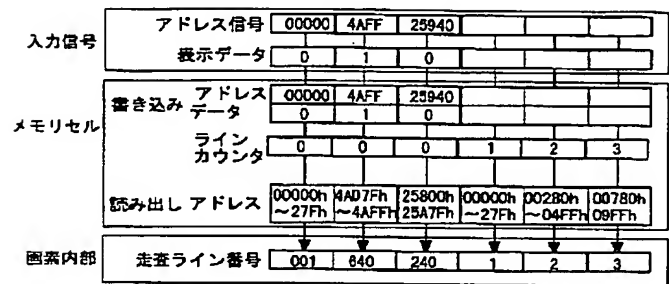 入力信号
アドレス信号 00000 4AFF 25940
表示データ 0 1 0
メモリセル
書き込み アドレス 00000 4AFF 25940
データ 0 1 0
ライン
カウンタ 0 0 0 1 2 3
読み出し アドレス 00000h 4AD7Fh 25800h 00000h 00280h 00780h
～27Fh ～4AFFh 25A7Fh ～27Fh ～04FFh 09FFh
画素内部
走査ライン番号 001 640 240 1 2 3